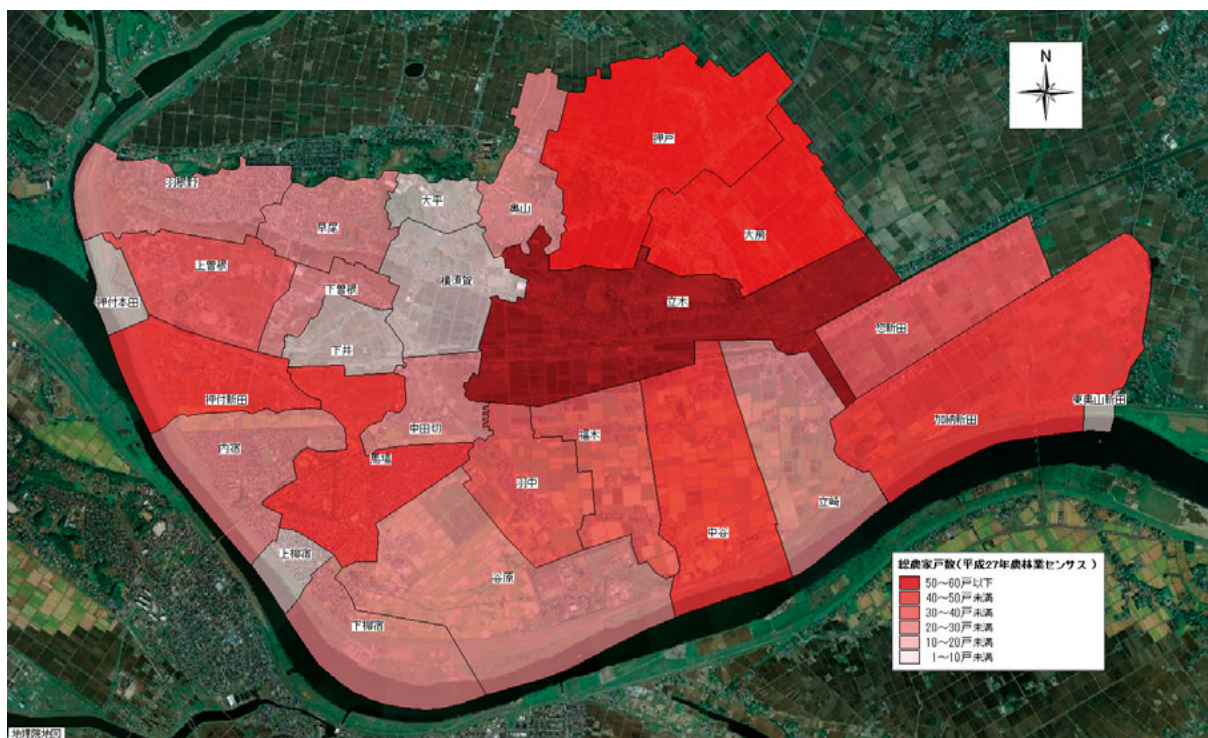 N
押戸
羽根野
大平
奥山
早尾
大房
上曽根
下曽根
横須賀
押付本田
立木
惣新田
下井
押付新田
中田切
東奥山新田
加納新田
内宿
福木
馬場
羽中
立崎
中谷
上柳宿
谷原
下柳宿
総農家戸数(平成27年農林業センサス)
50~60戸以下
40~50戸未満
30~40戸未満
20~30戸未満
10~20戸未満
1~10戸未満
地理院地図